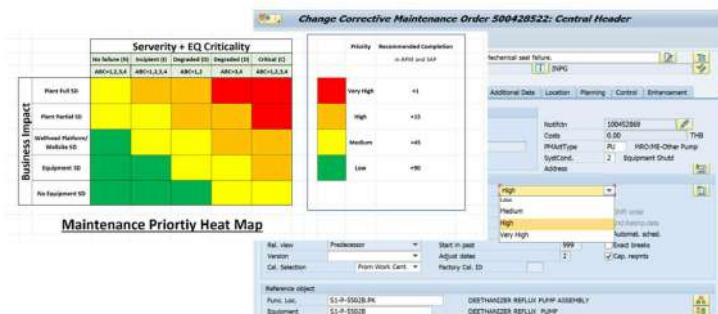 Change Corrective Maintenance Order 500428522: Central Header
Serverity + EQ Criticality
No failure (N) Incipient (I) Degraded (D) Degraded (D) Critical (C)
ABC=1,2,3,4 ABC=1,2,3,4 ABC=1,2 ABC=3,4 ABC=1,2,3,4
Business Impact
Plant Full SD
Plant Partial SD
Wellhead Platform/
Wellsite SD
Equipment SD
No Equipment SD
Maintenance Priortiy Heat Map
Priority Recommended Completion
in APM and SAP
Very High <1
High <15
Medium <45
Low <90
Mechanical seal failure.
INPG
Additional Data Location Planning Control Enhancement
Notifctn 500452869
Costs 0.00 THB
PMActType PU MRO:ME-Other Pump
SystCond. 2 Equipment Shutd
Address
High
Low
Medium
High
Very High
Automat. sched.
Rel. view Predecessor Start in past 999 Exact breaks
Version Adjust dates 2 Cap. reqmts
Cal. Selection From Work Cent. Factory Cal. ID
Reference object
Func. Loc. S1-P-5502B.PK DEETHANIZER REFLUX PUMP ASSEMBLY
Equipment S1-P-5502B DEETHANIZER REFLUX PUMP